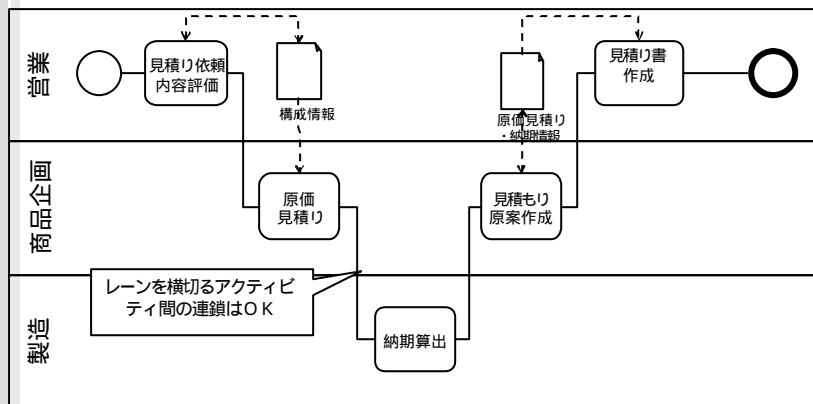 営業
見積り依頼
内容評価
構成情報
原価見積り
・納期情報
見積り書
作成
商品企画
原価
見積り
見積もり
原案作成
レーンを横切るアクティビ
ティ間の連鎖はＯＫ
製造
納期算出